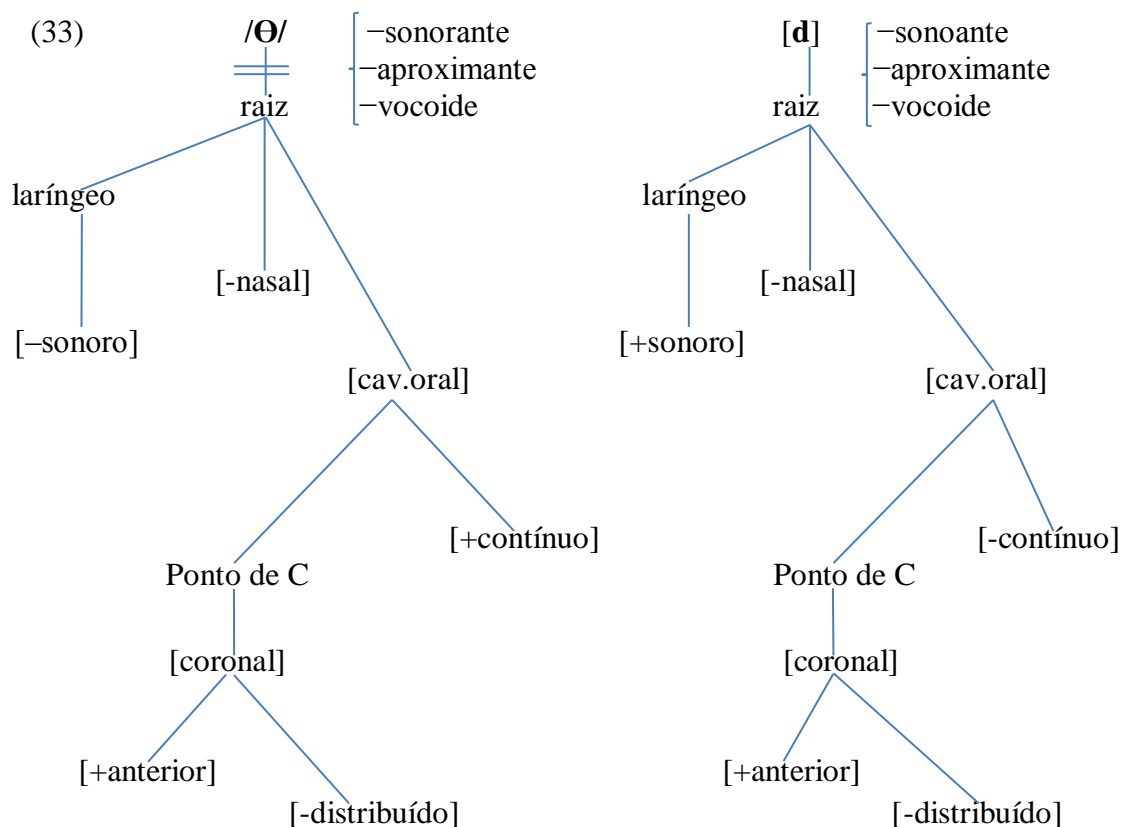 (33) /Ɵ/ −sonorante [d] −sonoante
−aproximante −aproximante
raiz −vocoide raiz −vocoide
laríngeo laríngeo
[-nasal] [-nasal]
[−sonoro] [+sonoro]
[cav.oral] [cav.oral]
[+contínuo] [-contínuo]
Ponto de C Ponto de C
[coronal] [coronal]
[+anterior] [+anterior]
[-distribuído] [-distribuído]